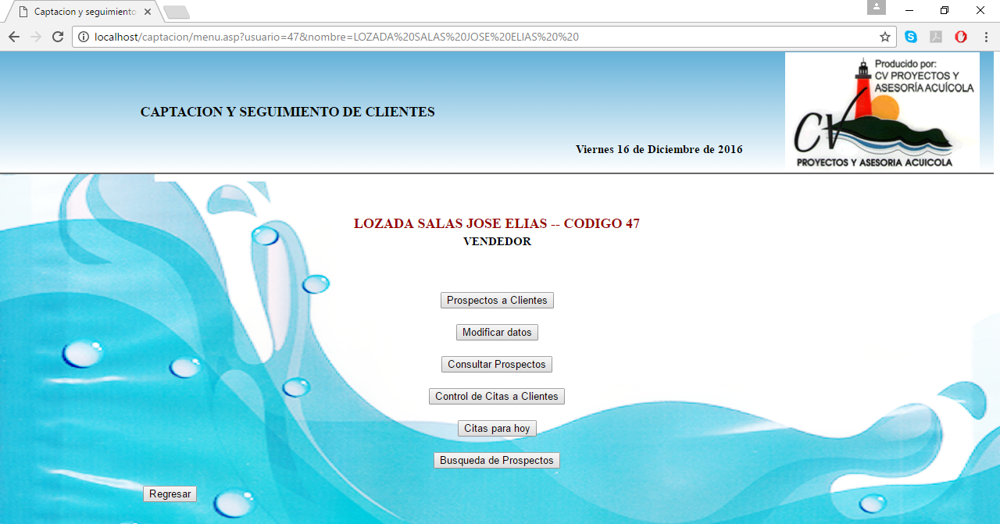 Captacion y seguimiento
localhost/captacion/menu.asp?usuario=47&nombre=LOZADA%20SALAS%20JOSE%20ELIAS%20%20
Producido por:
CV PROYECTOS Y
ASESORÍA ACUÍCOLA
CAPTACION Y SEGUIMIENTO DE CLIENTES
CV
Viernes 16 de Diciembre de 2016
PROYECTOS Y ASESORIA ACUICOLA
LOZADA SALAS JOSE ELIAS -- CODIGO 47
VENDEDOR
Prospectos a Clientes
Modificar datos
Consultar Prospectos
Control de Citas a Clientes
Citas para hoy
Busqueda de Prospectos
Regresar